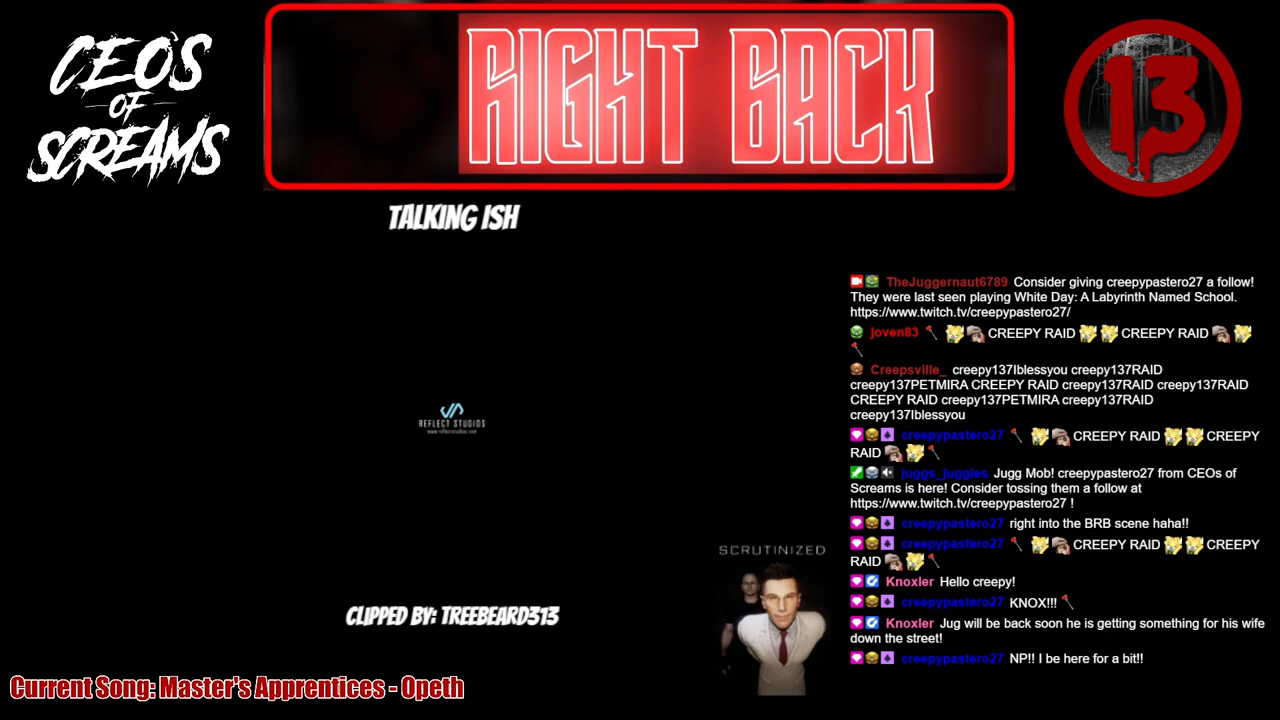 CEO'S
OF
SCREAMS
RIGHT BACK
13
TALKING ISH
REFLECT STUDIOS
www.reflectstudios.com
CLIPPED BY: TREEBEARD313
SCRUTINIZED
TheJuggernaut6789 Consider giving creepypastero27 a follow!
They were last seen playing White Day: A Labyrinth Named School.
https://www.twitch.tv/creepypastero27/
joven83 CREEPY RAID CREEPY RAID
Creepsville_ creepy137Iblessyou creepy137RAID
creepy137PETMIRA CREEPY RAID creepy137RAID creepy137RAID
CREEPY RAID creepy137PETMIRA creepy137RAID
creepy137Iblessyou
creepypastero27 CREEPY RAID CREEPY
RAID
juggs_juggles Jugg Mob! creepypastero27 from CEOs of
Screams is here! Consider tossing them a follow at
https://www.twitch.tv/creepypastero27 !
creepypastero27 right into the BRB scene haha!!
creepypastero27 CREEPY RAID CREEPY
RAID
Knoxler Hello creepy!
creepypastero27 KNOX!!!
Knoxler Jug will be back soon he is getting something for his wife
down the street!
creepypastero27 NP!! I be here for a bit!!
Current Song: Master's Apprentices - Opeth